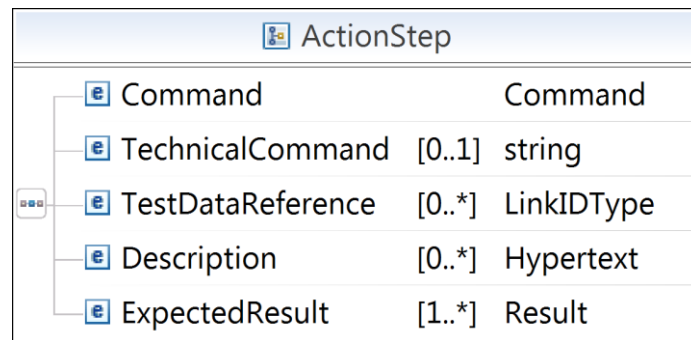 ActionStep
e Command Command
e TechnicalCommand [0..1] string
e TestDataReference [0..*] LinkIDType
e Description [0..*] Hypertext
e ExpectedResult [1..*] Result